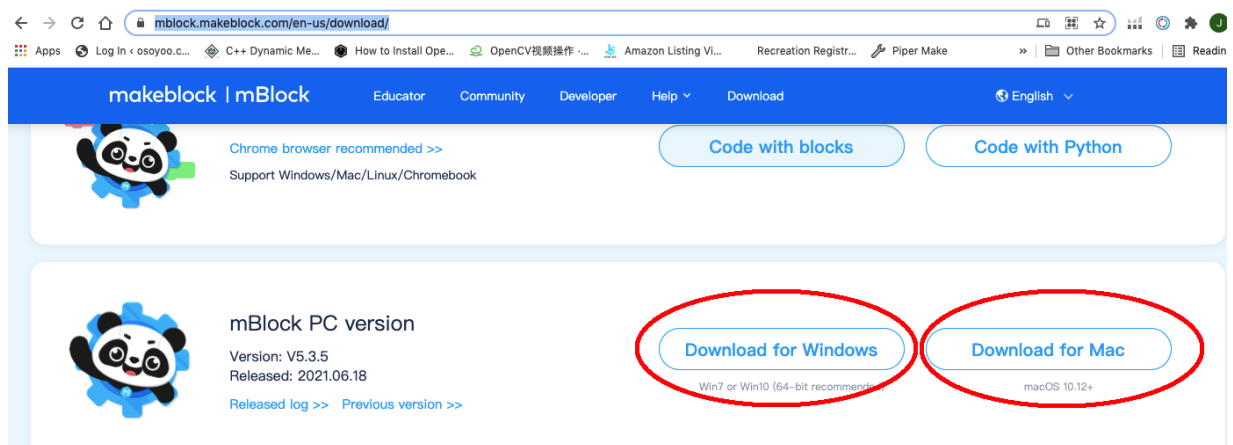 mblock.makeblock.com/en-us/download/
Apps Log In ‹ osoyoo.c... C++ Dynamic Me... How to Install Ope... OpenCV视频操作 -... Amazon Listing Vi... Recreation Registr... Piper Make » Other Bookmarks Readin
makeblock | mBlock Educator Community Developer Help Download English
Chrome browser recommended >> Code with blocks Code with Python
Support Windows/Mac/Linux/Chromebook
mBlock PC version
Version: V5.3.5 Download for Windows Download for Mac
Released: 2021.06.18
Win7 or Win10 (64-bit recommended) macOS 10.12+
Released log >> Previous version >>